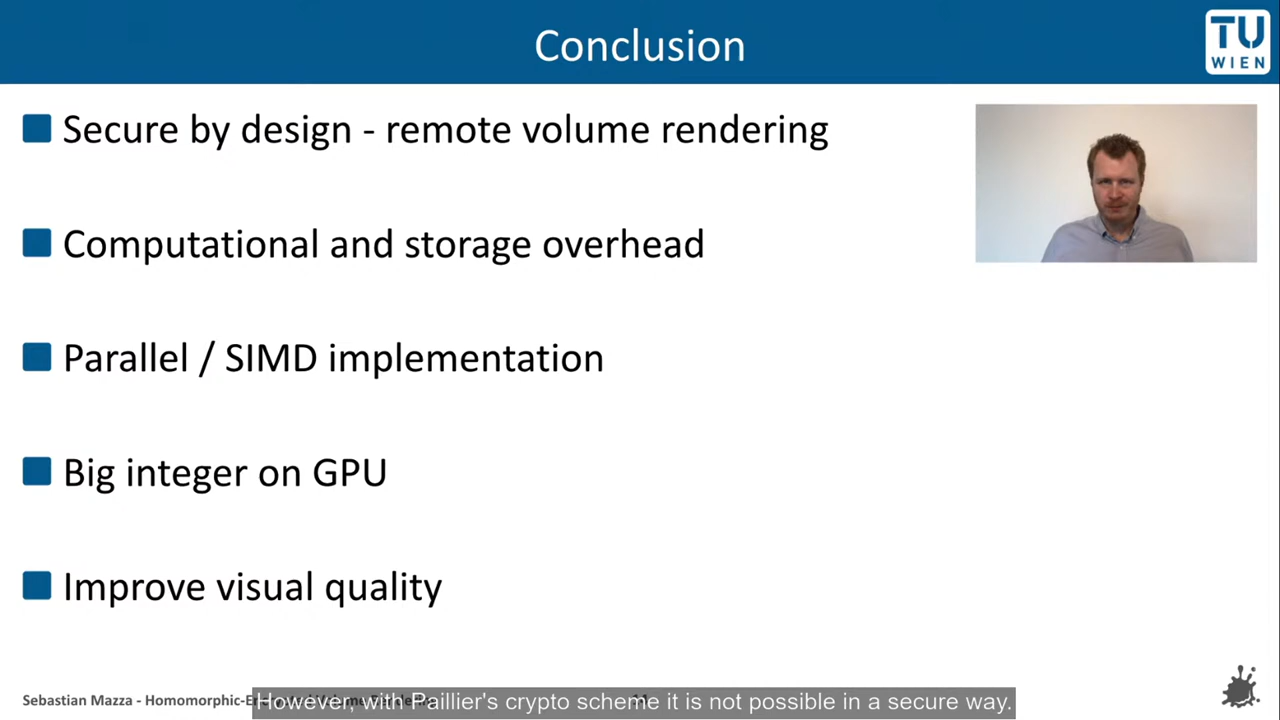 Conclusion
TU
WIEN
Secure by design - remote volume rendering
Computational and storage overhead
Parallel / SIMD implementation
Big integer on GPU
Improve visual quality
Sebastian Mazza - Homomorphic-E
However, with Paillier's crypto scheme it is not possible in a secure way.